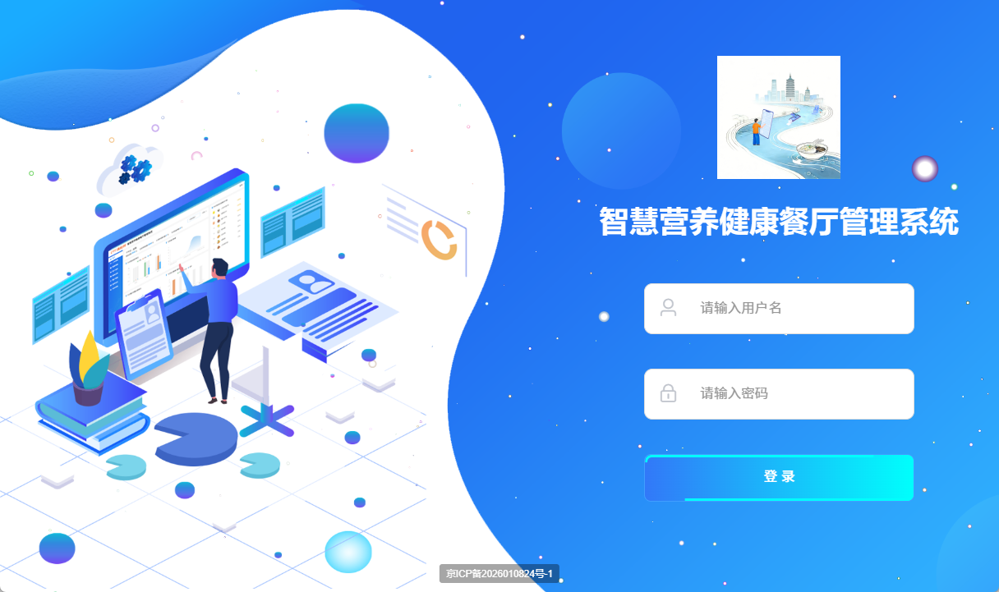 智慧营养健康餐厅管理系统
请输入用户名
请输入密码
登 录
京ICP备2026010824号-1